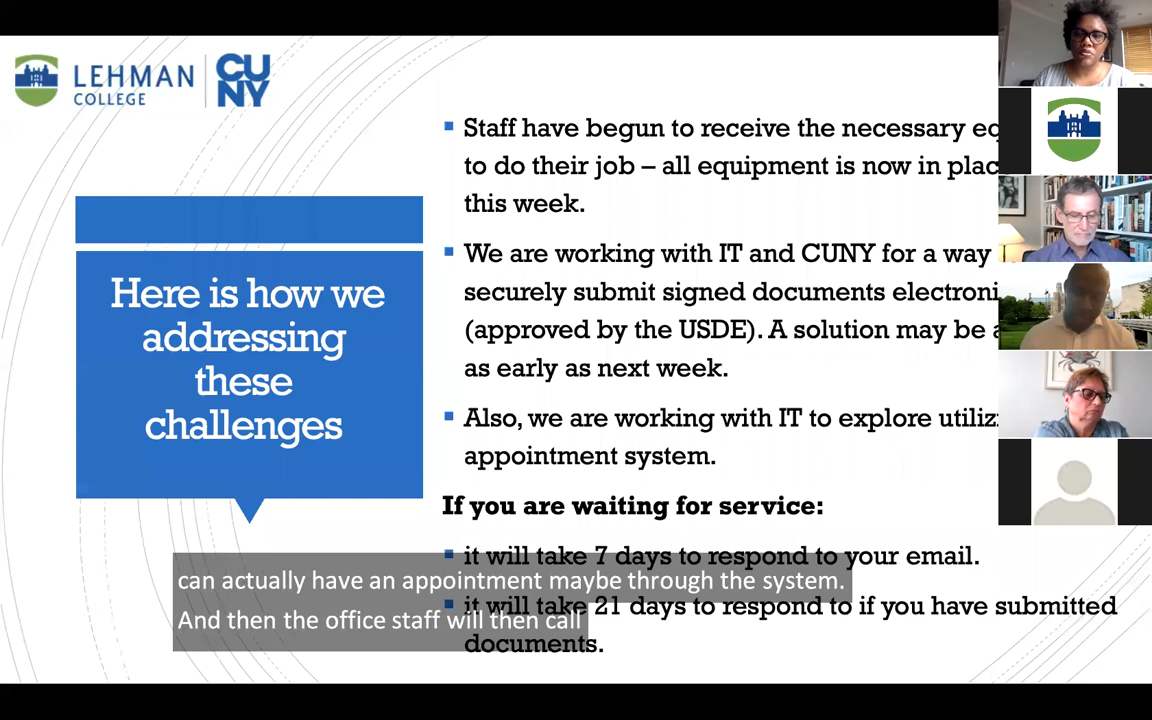 LEHMAN
COLLEGE
CU
NY
Here is how we
addressing
these
challenges
Staff have begun to receive the necessary
to do their job – all equipment is now in
this week.
We are working with IT and CUNY for a way
securely submit signed documents
(approved by the USDE). A solution may be
as early as next week.
Also, we are working with IT to explore
appointment system.
If you are waiting for service:
it will take 7 days to respond to your email.
it will take 21 days to respond to if you have submitted
documents.
can actually have an appointment maybe through the system.
And then the office staff will then call